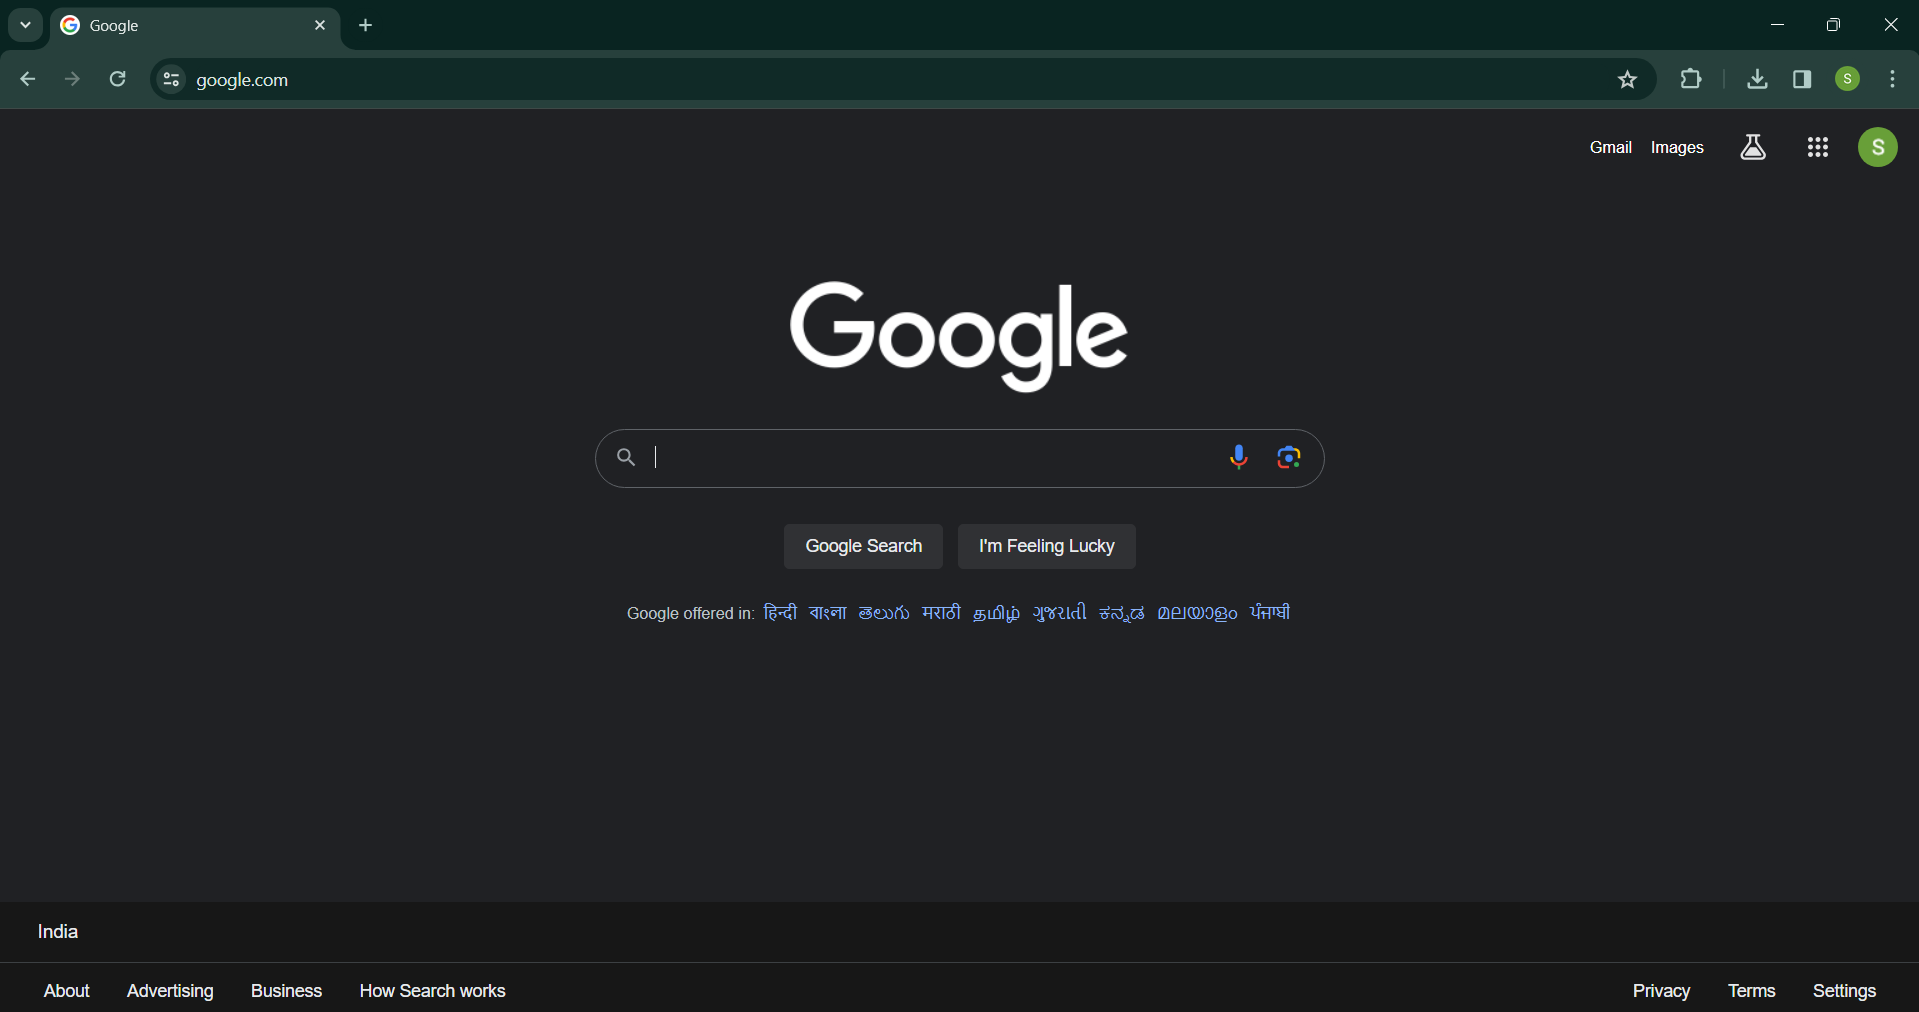 Google
google.com
S
Gmail Images
S
Google
Google Search I'm Feeling Lucky
Google offered in: हिन्दी বাংলা తెలుగు मराठी தமிழ் ગુજરાતી ಕನ್ನಡ മലയാളം ਪੰਜਾਬੀ
India
About Advertising Business How Search works Privacy Terms Settings